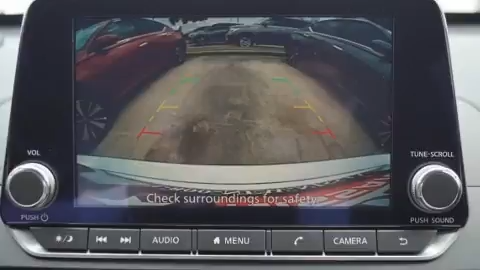 Check surroundings for safety.
VOL
TUNE-SCROLL
PUSH
PUSH SOUND
AUDIO
MENU
CAMERA